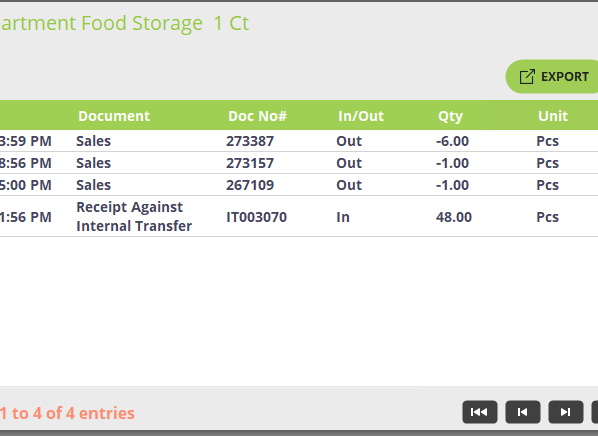 artment Food Storage 1 Ct
EXPORT
Document Doc No# In/Out Qty Unit
3:59 PM Sales 273387 Out -6.00 Pcs
8:56 PM Sales 273157 Out -1.00 Pcs
5:00 PM Sales 267109 Out -1.00 Pcs
1:56 PM Receipt Against Internal Transfer IT003070 In 48.00 Pcs
1 to 4 of 4 entries